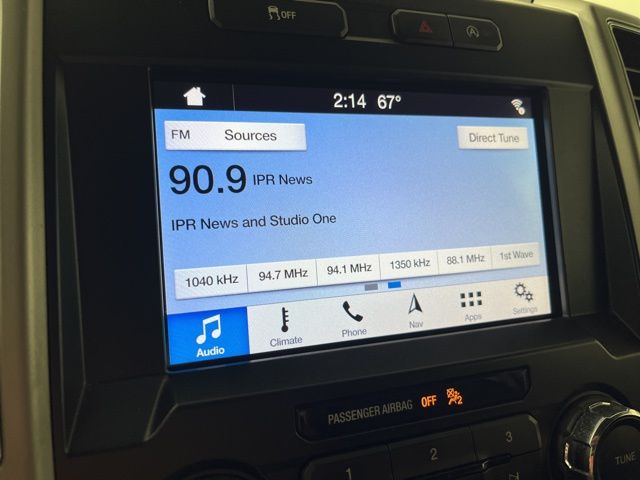 OFF
2:14 67°
FM Sources
Direct Tune
90.9 IPR News
IPR News and Studio One
1040 kHz 94.7 MHz 94.1 MHz 1350 kHz 88.1 MHz 1st Wave
Audio Climate Phone Nav Apps Settings
PASSENGER AIRBAG OFF 2
1 2 3
TUNE